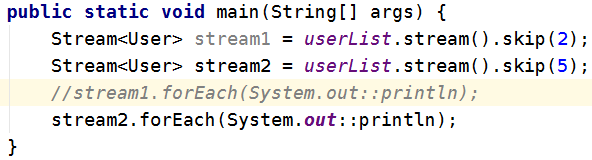 public static void main(String[] args) {
    Stream<User> stream1 = userList.stream().skip(2);
    Stream<User> stream2 = userList.stream().skip(5);
    //stream1.forEach(System.out::println);
    stream2.forEach(System.out::println);
}